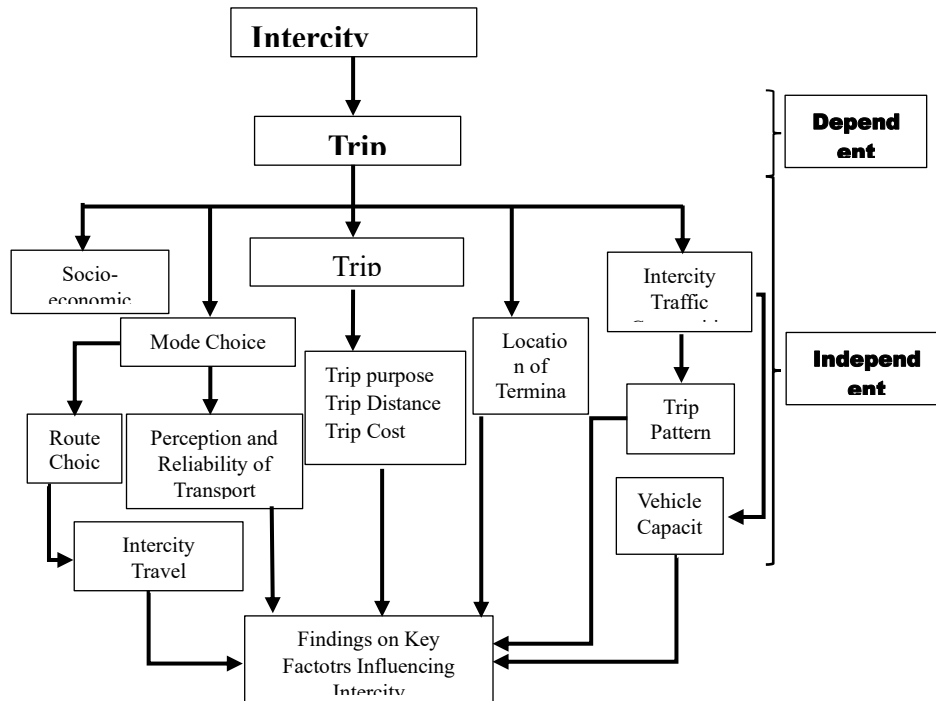 Intercity
Trip
Depend
ent
Socio-
economic
Trip
Intercity
Traffic
Mode Choice
Locatio
n of
Termina
Independ
ent
Trip purpose
Trip Distance
Trip Cost
Trip
Pattern
Route
Choic
Perception and
Reliability of
Transport
Vehicle
Capacit
Intercity
Travel
Findings on Key
Factotrs Influencing
Intercity